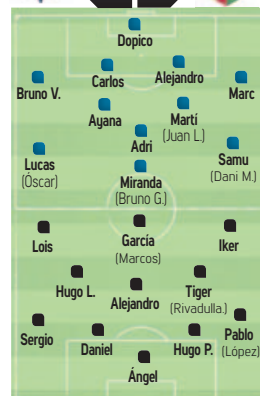 Dopico
Carlos
Alejandro
Bruno V.
Marc
Ayana
Martí
(Juan L.)
Adri
Lucas
(Óscar)
Samu
(Dani M.)
Miranda
(Bruno G.)
Lois
García
(Marcos)
Iker
Hugo L.
Alejandro
Tiger
(Rivadulla.)
Sergio
Daniel
Hugo P.
Pablo
(López)
Ángel